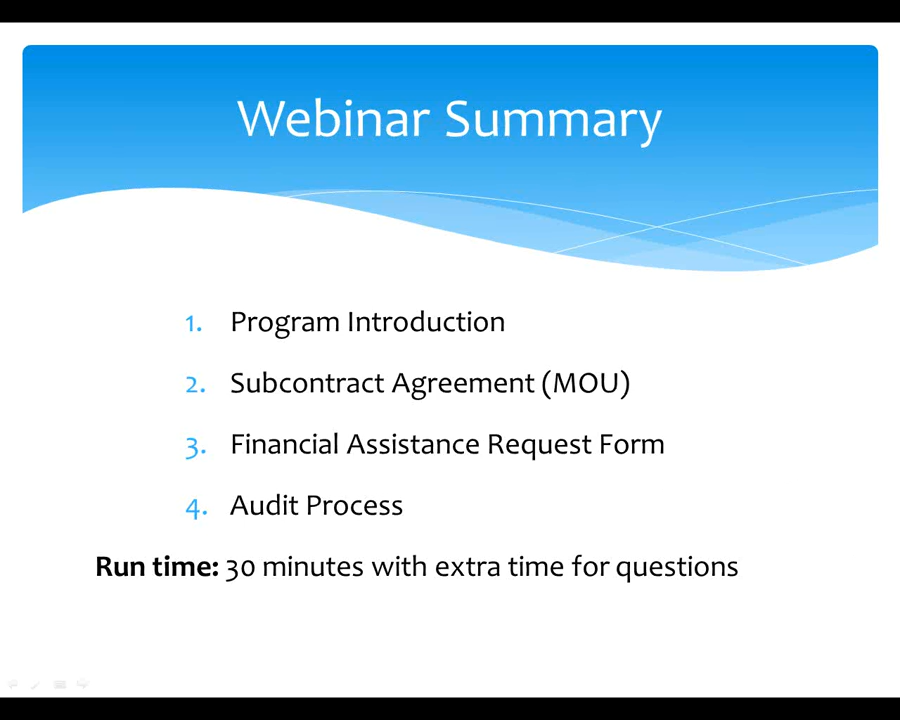 Webinar Summary
1. Program Introduction
2. Subcontract Agreement (MOU)
3. Financial Assistance Request Form
4. Audit Process
Run time: 30 minutes with extra time for questions